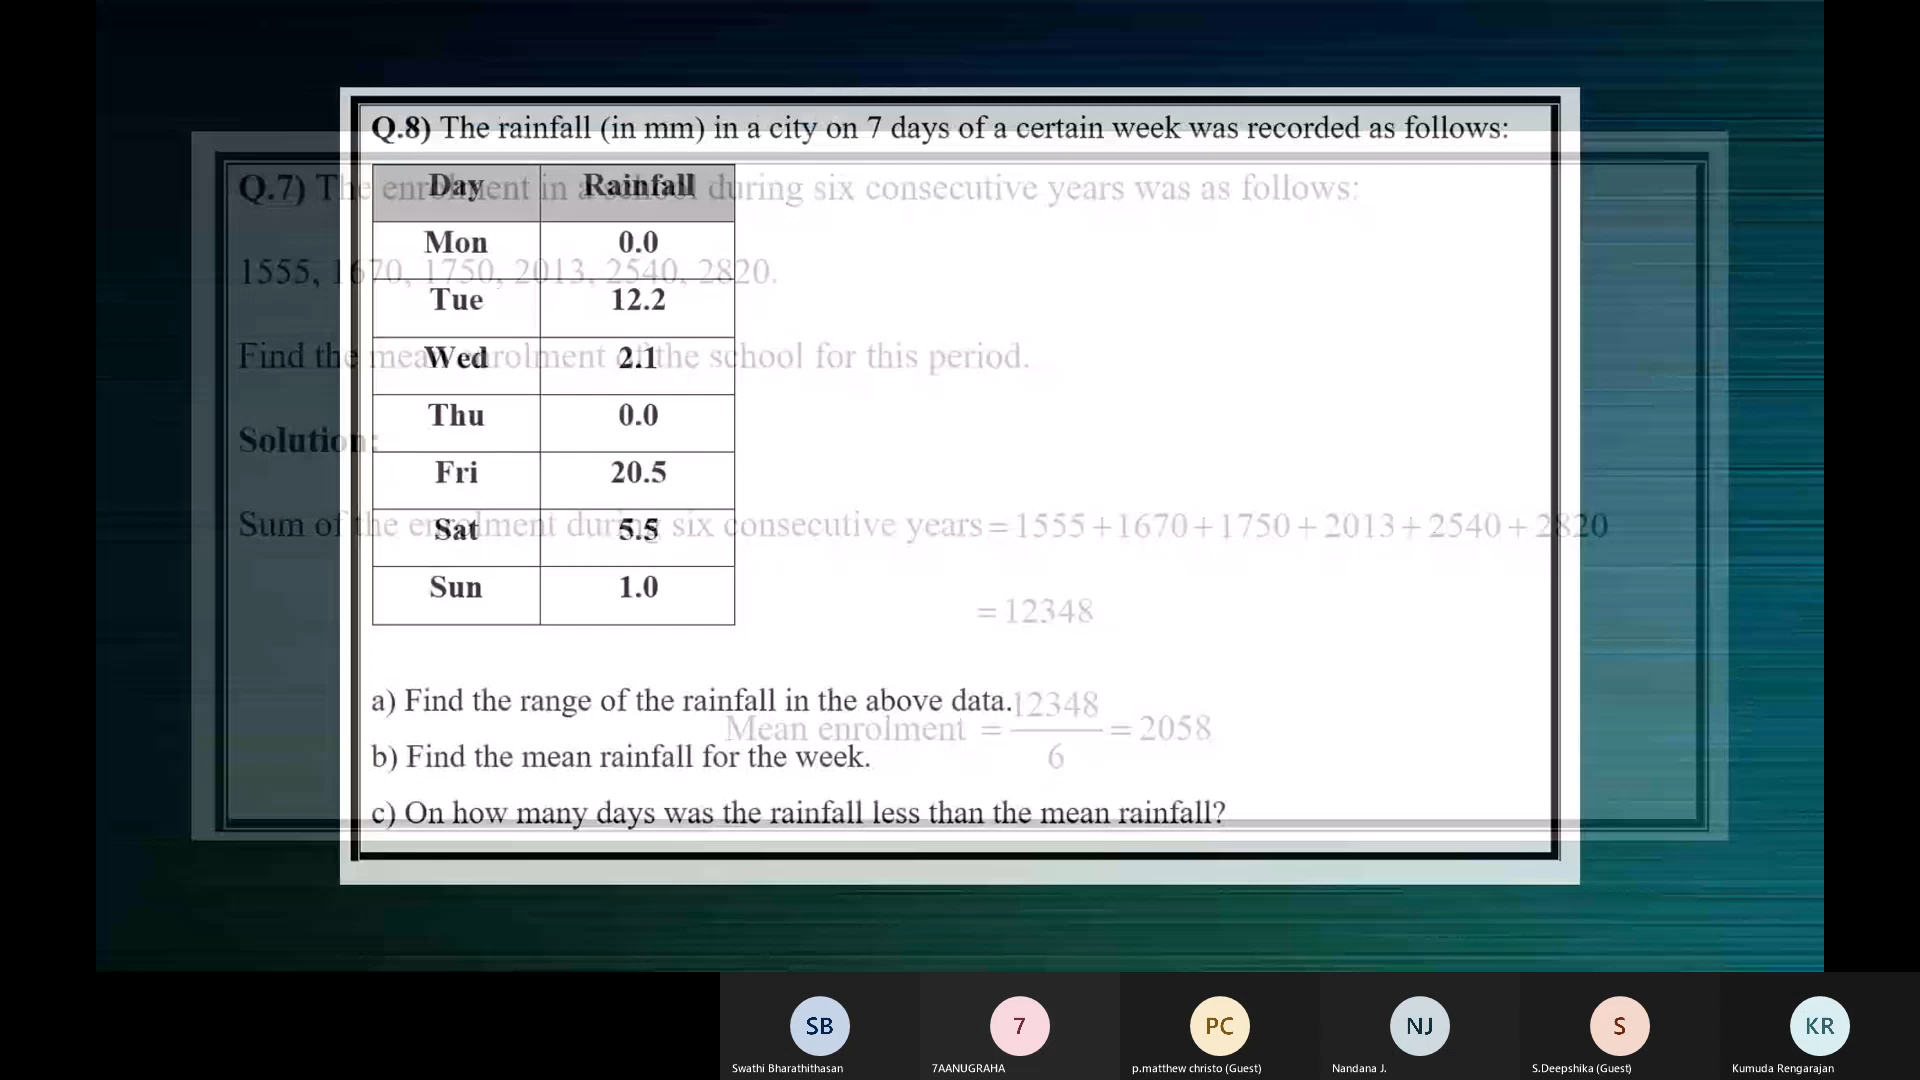 Q.8) The rainfall (in mm) in a city on 7 days of a certain week was recorded as follows:
Day Rainfall
Mon 0.0
Tue 12.2
Wed 2.1
Thu 0.0
Fri 20.5
Sat 5.5
Sun 1.0
a) Find the range of the rainfall in the above data.
b) Find the mean rainfall for the week.
c) On how many days was the rainfall less than the mean rainfall?
Q.7) The enrolment in a school during six consecutive years was as follows:
1555, 1670, 1750, 2013, 2540, 2820.
Find the mean enrolment of the school for this period.
Solution:
Sum of the enrolment during six consecutive years = 1555 + 1670 + 1750 + 2013 + 2540 + 2820
= 12348
Mean enrolment = 12348 / 6 = 2058
SB 7 PC NJ S KR
Swathi Bharathithasan 7AANUGRAHA p.matthew christo (Guest) Nandana J. S.Deepshika (Guest) Kumuda Rengarajan